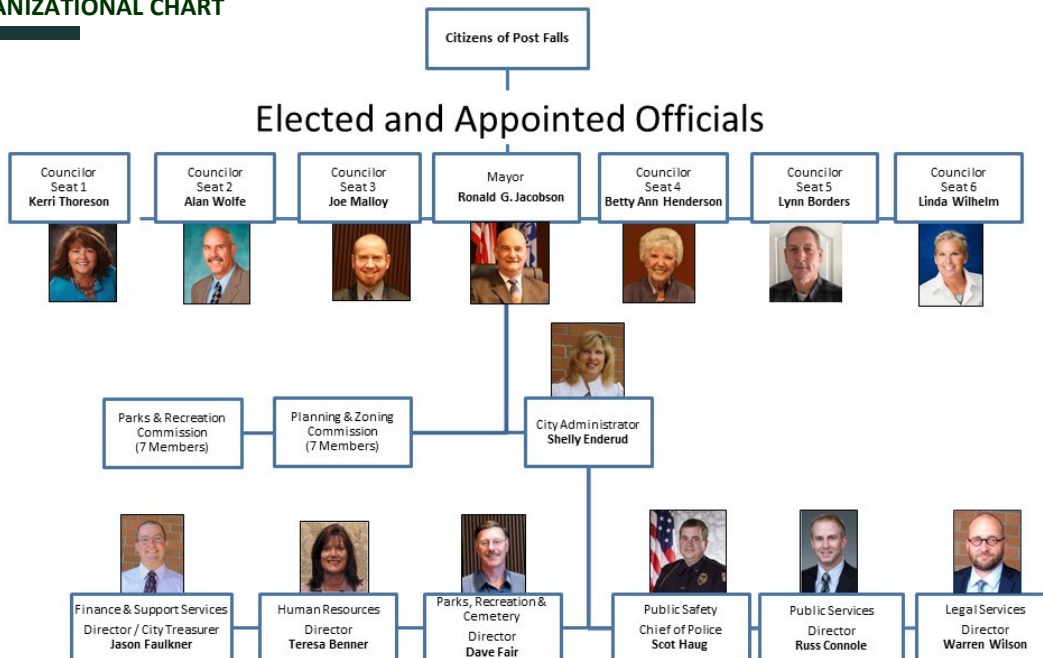 ANIZATIONAL CHART
Citizens of Post Falls
Elected and Appointed Officials
Councilor
Seat 1
Kerri Thoreson
Councilor
Seat 2
Alan Wolfe
Councilor
Seat 3
Joe Malloy
Mayor
Ronald G. Jacobson
Councilor
Seat 4
Betty Ann Henderson
Councilor
Seat 5
Lynn Borders
Councilor
Seat 6
Linda Wilhelm
Parks & Recreation
Commission
(7 Members)
Planning & Zoning
Commission
(7 Members)
City Administrator
Shelly Enderud
Finance & Support Services
Director / City Treasurer
Jason Faulkner
Human Resources
Director
Teresa Benner
Parks, Recreation &
Cemetery
Director
Dave Fair
Public Safety
Chief of Police
Scot Haug
Public Services
Director
Russ Connole
Legal Services
Director
Warren Wilson